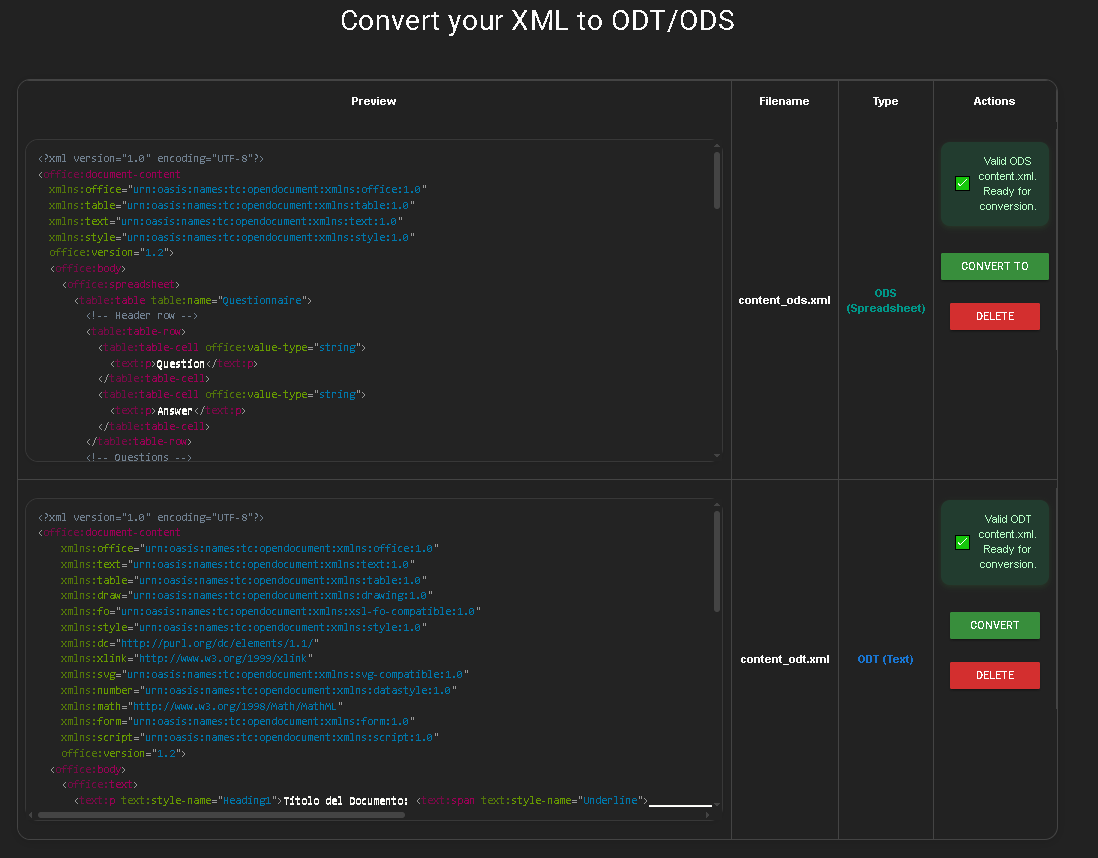 Convert your XML to ODT/ODS
Preview
Filename
Type
Actions
<?xml version="1.0" encoding="UTF-8"?>
<office:document-content
xmlns:office="urn:oasis:names:tc:opendocument:xmlns:office:1.0"
xmlns:table="urn:oasis:names:tc:opendocument:xmlns:table:1.0"
xmlns:text="urn:oasis:names:tc:opendocument:xmlns:text:1.0"
xmlns:style="urn:oasis:names:tc:opendocument:xmlns:style:1.0"
office:version="1.2">
<office:body>
<office:spreadsheet>
<table:table table:name="Questionnaire">
<!-- Header row -->
<table:table-row>
<table:table-cell office:value-type="string">
<text:p>Question</text:p>
</table:table-cell>
<table:table-cell office:value-type="string">
<text:p>Answer</text:p>
</table:table-cell>
</table:table-row>
<!-- Questions -->
content_ods.xml
ODS
(Spreadsheet)
Valid ODS
content.xml.
Ready for
conversion.
CONVERT TO
DELETE
<?xml version="1.0" encoding="UTF-8"?>
<office:document-content
xmlns:office="urn:oasis:names:tc:opendocument:xmlns:office:1.0"
xmlns:text="urn:oasis:names:tc:opendocument:xmlns:text:1.0"
xmlns:table="urn:oasis:names:tc:opendocument:xmlns:table:1.0"
xmlns:draw="urn:oasis:names:tc:opendocument:xmlns:drawing:1.0"
xmlns:fo="urn:oasis:names:tc:opendocument:xmlns:xsl-fo-compatible:1.0"
xmlns:style="urn:oasis:names:tc:opendocument:xmlns:style:1.0"
xmlns:dc="http://purl.org/dc/elements/1.1/"
xmlns:xlink="http://www.w3.org/1999/xlink"
xmlns:svg="urn:oasis:names:tc:opendocument:xmlns:svg-compatible:1.0"
xmlns:number="urn:oasis:names:tc:opendocument:xmlns:datastyle:1.0"
xmlns:math="http://www.w3.org/1998/Math/MathML"
xmlns:form="urn:oasis:names:tc:opendocument:xmlns:form:1.0"
xmlns:script="urn:oasis:names:tc:opendocument:xmlns:script:1.0"
office:version="1.2">
<office:body>
<office:text>
<text:p text:style-name="Heading1">Título del Documento: <text:span text:style-name="Underline">__________
content_odt.xml
ODT (Text)
Valid ODT
content.xml.
Ready for
conversion.
CONVERT
DELETE